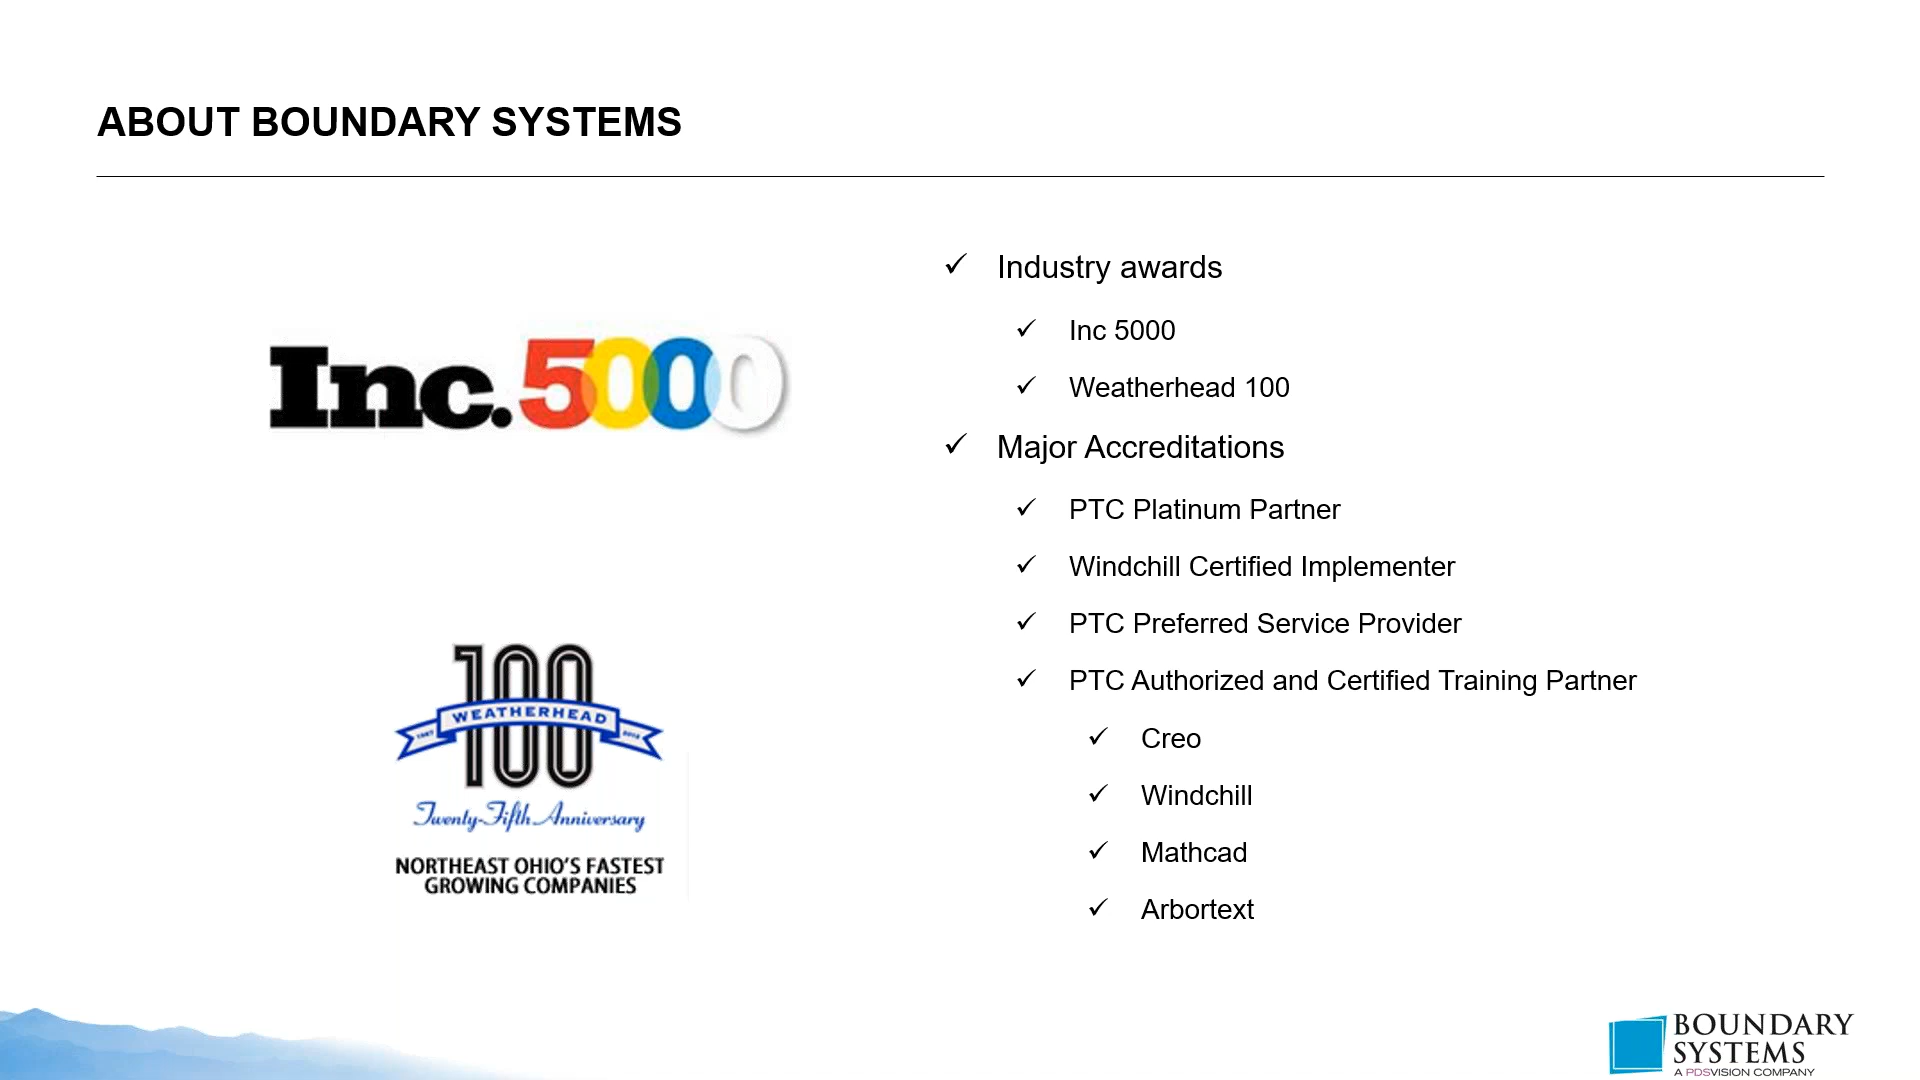 ABOUT BOUNDARY SYSTEMS
Inc.5000
100
WEATHERHEAD
Twenty-Fifth Anniversary
NORTHEAST OHIO'S FASTEST
GROWING COMPANIES
Industry awards
Inc 5000
Weatherhead 100
Major Accreditations
PTC Platinum Partner
Windchill Certified Implementer
PTC Preferred Service Provider
PTC Authorized and Certified Training Partner
Creo
Windchill
Mathcad
Arbortext
BOUNDARY
SYSTEMS
A PDSVISION COMPANY